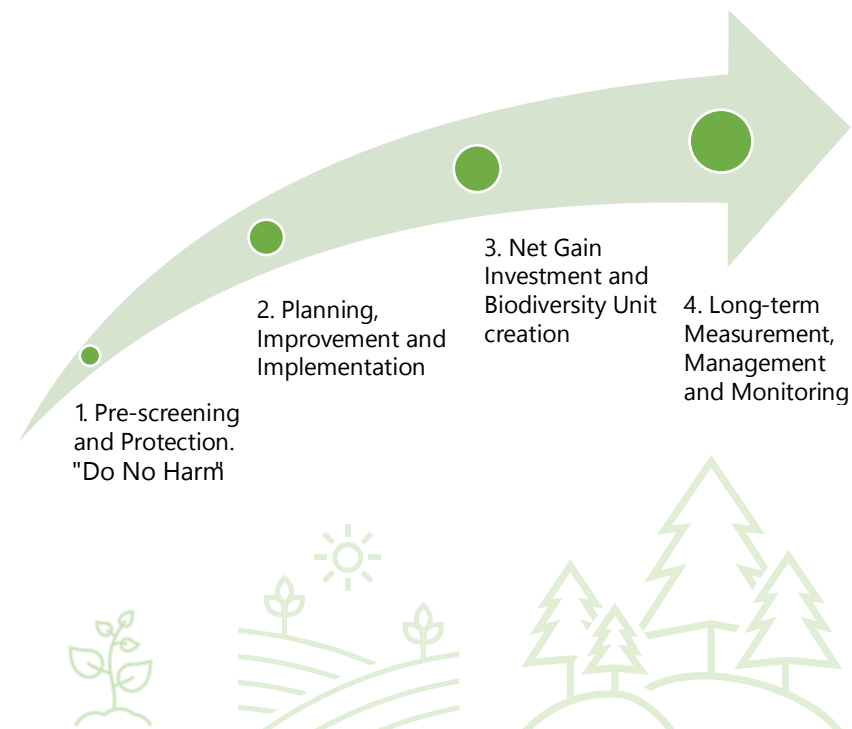 1. Pre-screening
and Protection.
"Do No Harm"
2. Planning,
Improvement and
Implementation
3. Net Gain
Investment and
Biodiversity Unit
creation
4. Long-term
Measurement,
Management
and Monitoring